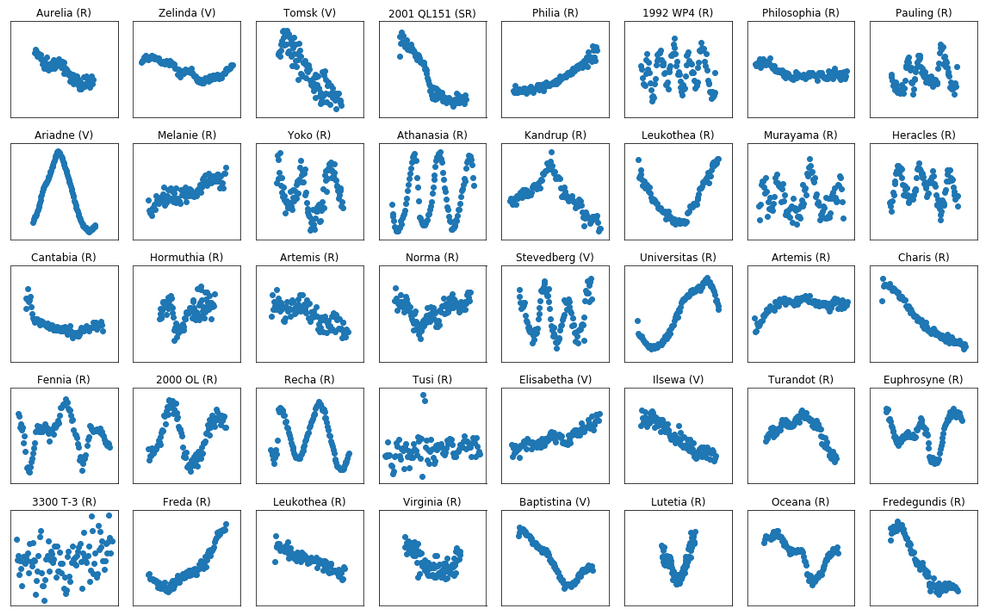 Aurelia (R) Zelinda (V) Tomsk (V) 2001 QL151 (SR) Philia (R) 1992 WP4 (R) Philosophia (R) Pauling (R)
Ariadne (V) Melanie (R) Yoko (R) Athanasia (R) Kandrup (R) Leukothea (R) Murayama (R) Heracles (R)
Cantabia (R) Hormuthia (R) Artemis (R) Norma (R) Stevedberg (V) Universitas (R) Artemis (R) Charis (R)
Fennia (R) 2000 OL (R) Recha (R) Tusi (R) Elisabetha (V) Ilsewa (V) Turandot (R) Euphrosyne (R)
3300 T-3 (R) Freda (R) Leukothea (R) Virginia (R) Baptistina (V) Lutetia (R) Oceana (R) Fredegundis (R)